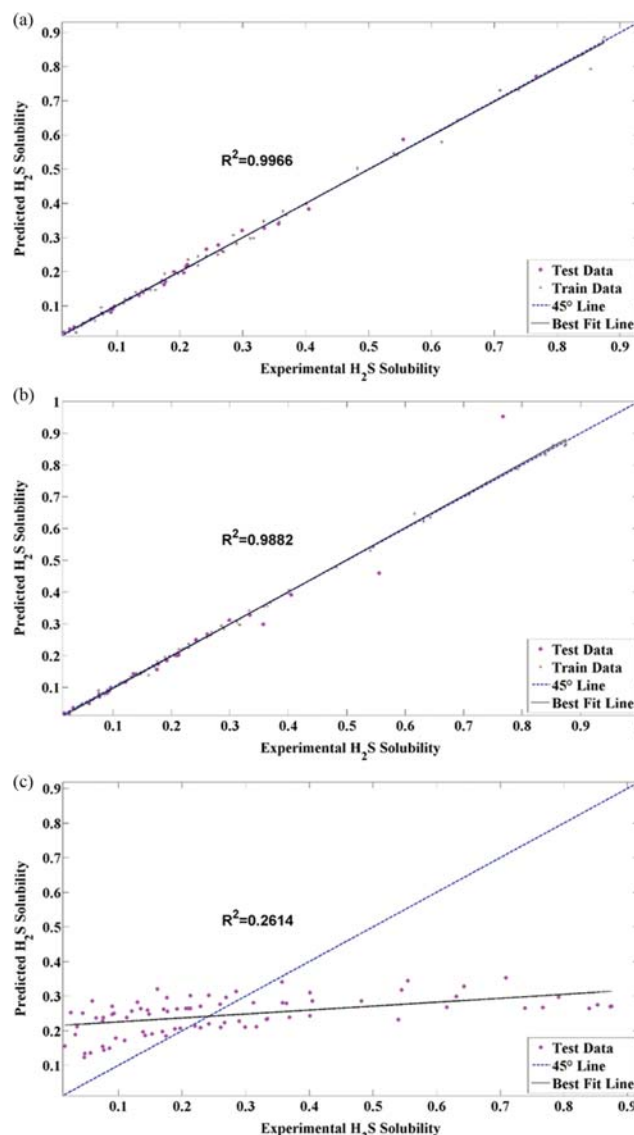 (a)
0.9
0.8
0.7
0.6
0.5
0.4
0.3
0.2
0.1
Predicted H₂S Solubility
R²=0.9966
Test Data
Train Data
45° Line
Best Fit Line
0.1 0.2 0.3 0.4 0.5 0.6 0.7 0.8 0.9
Experimental H₂S Solubility
(b)
1
0.9
0.8
0.7
0.6
0.5
0.4
0.3
0.2
0.1
Predicted H₂S Solubility
R²=0.9882
Test Data
Train Data
45° Line
Best Fit Line
0.1 0.2 0.3 0.4 0.5 0.6 0.7 0.8 0.9
Experimental H₂S Solubility
(c)
0.9
0.8
0.7
0.6
0.5
0.4
0.3
0.2
0.1
Predicted H₂S Solubility
R²=0.2614
Test Data
45° Line
Best Fit Line
0.1 0.2 0.3 0.4 0.5 0.6 0.7 0.8 0.9
Experimental H₂S Solubility